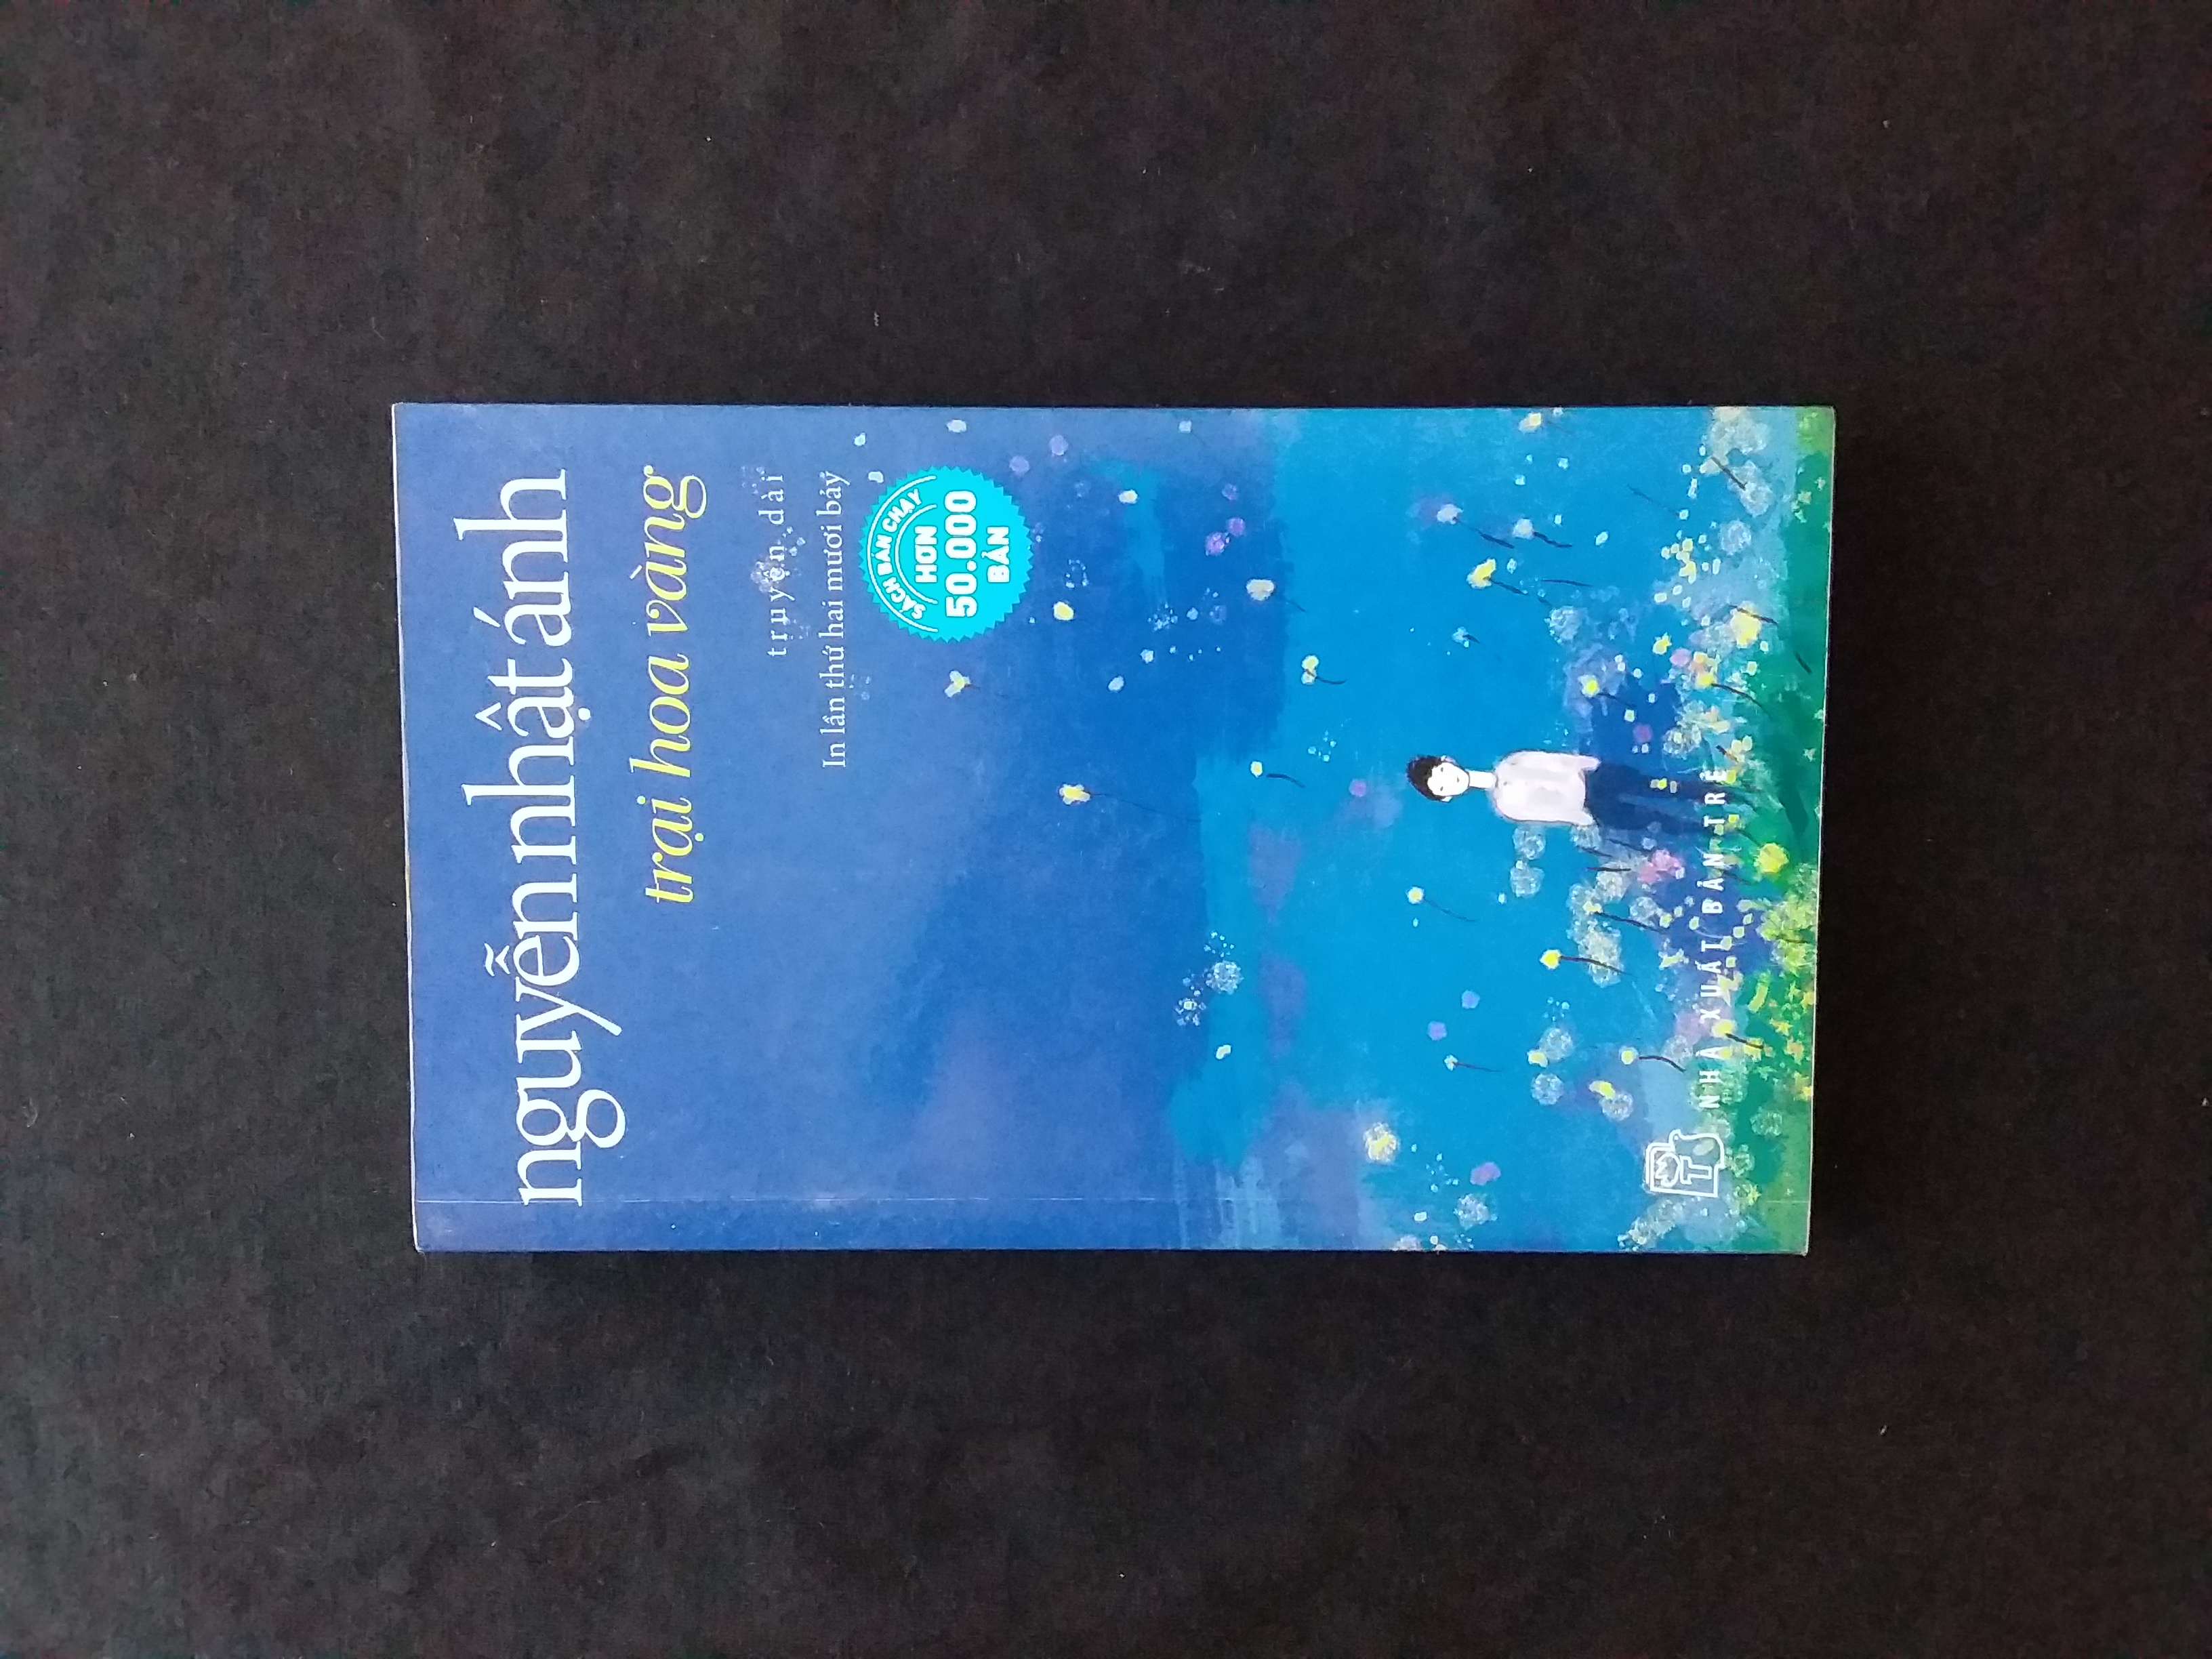 nguyễn nhật ánh
trại hoa vàng
truyện dài
In lần thứ hai mươi bảy
SÁCH BÁN CHẠY
HƠN
50.000
BẢN
T
NHÀ XUẤT BẢN TRẺ